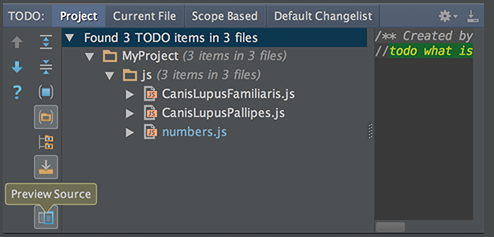 TODO: Project Current File Scope Based Default Changelist
Found 3 TODO items in 3 files
MyProject (3 items in 3 files)
js (3 items in 3 files)
CanisLupusFamiliaris.js
CanisLupusPallipes.js
numbers.js
/** Created by
//todo what is
?
Preview Source